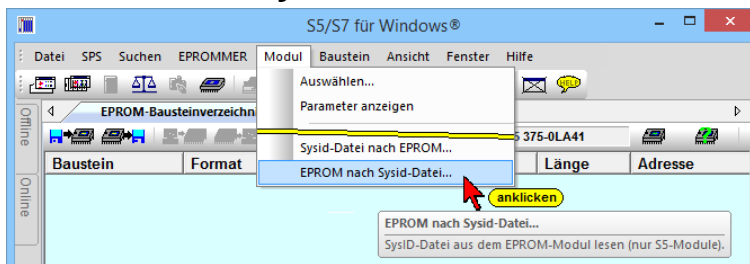 S5/S7 für Windows®
Datei SPS Suchen EPROMMER Modul Baustein Ansicht Fenster Hilfe
Auswählen...
HELP
Offline
EPROM-Bausteinverzeichn
Parameter anzeigen
5 375-0LA41
Sysid-Datei nach EPROM...
Baustein Format Länge Adresse
EPROM nach Sysid-Datei...
anklicken
Online
EPROM nach Sysid-Datei...
SysID-Datei aus dem EPROM-Modul lesen (nur S5-Module).